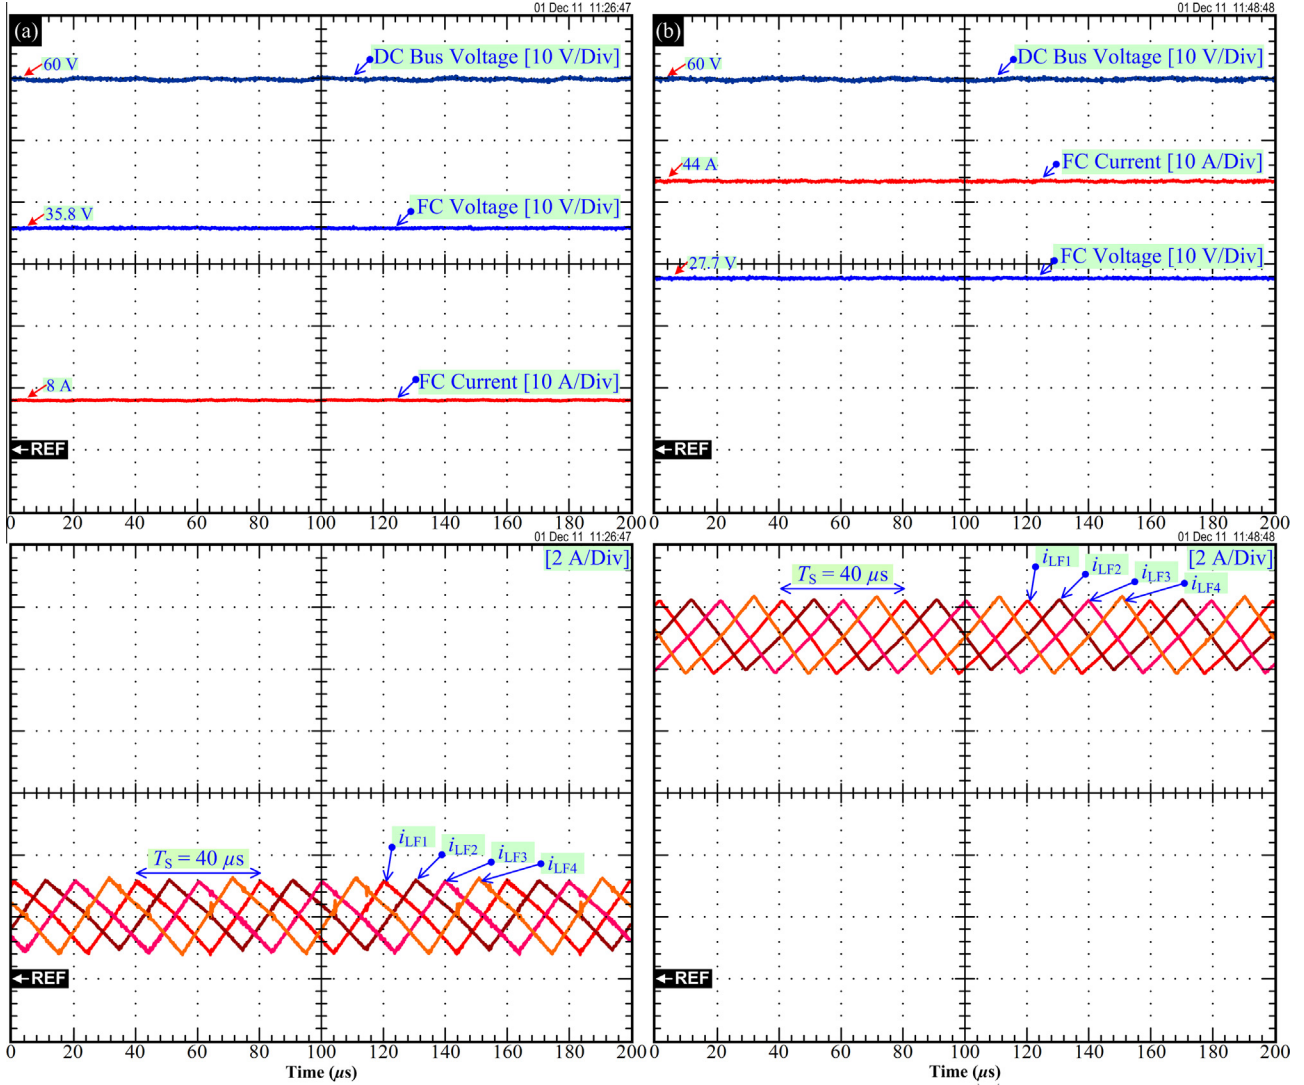 01 Dec 11 11:26:47
(a)
60 V
DC Bus Voltage [10 V/Div]
35.8 V
FC Voltage [10 V/Div]
8 A
FC Current [10 A/Div]
←REF
0 20 40 60 80 100 120 140 160 180 200
01 Dec 11 11:48:48
(b)
60 V
DC Bus Voltage [10 V/Div]
44 A
FC Current [10 A/Div]
27.7 V
FC Voltage [10 V/Div]
←REF
0 20 40 60 80 100 120 140 160 180 200
01 Dec 11 11:26:47
[2 A/Div]
TS = 40 µs
iLF1
iLF2
iLF3
iLF4
←REF
0 20 40 60 80 100 120 140 160 180 200
Time (µs)
01 Dec 11 11:48:48
[2 A/Div]
TS = 40 µs
iLF1
iLF2
iLF3
iLF4
←REF
0 20 40 60 80 100 120 140 160 180 200
Time (µs)